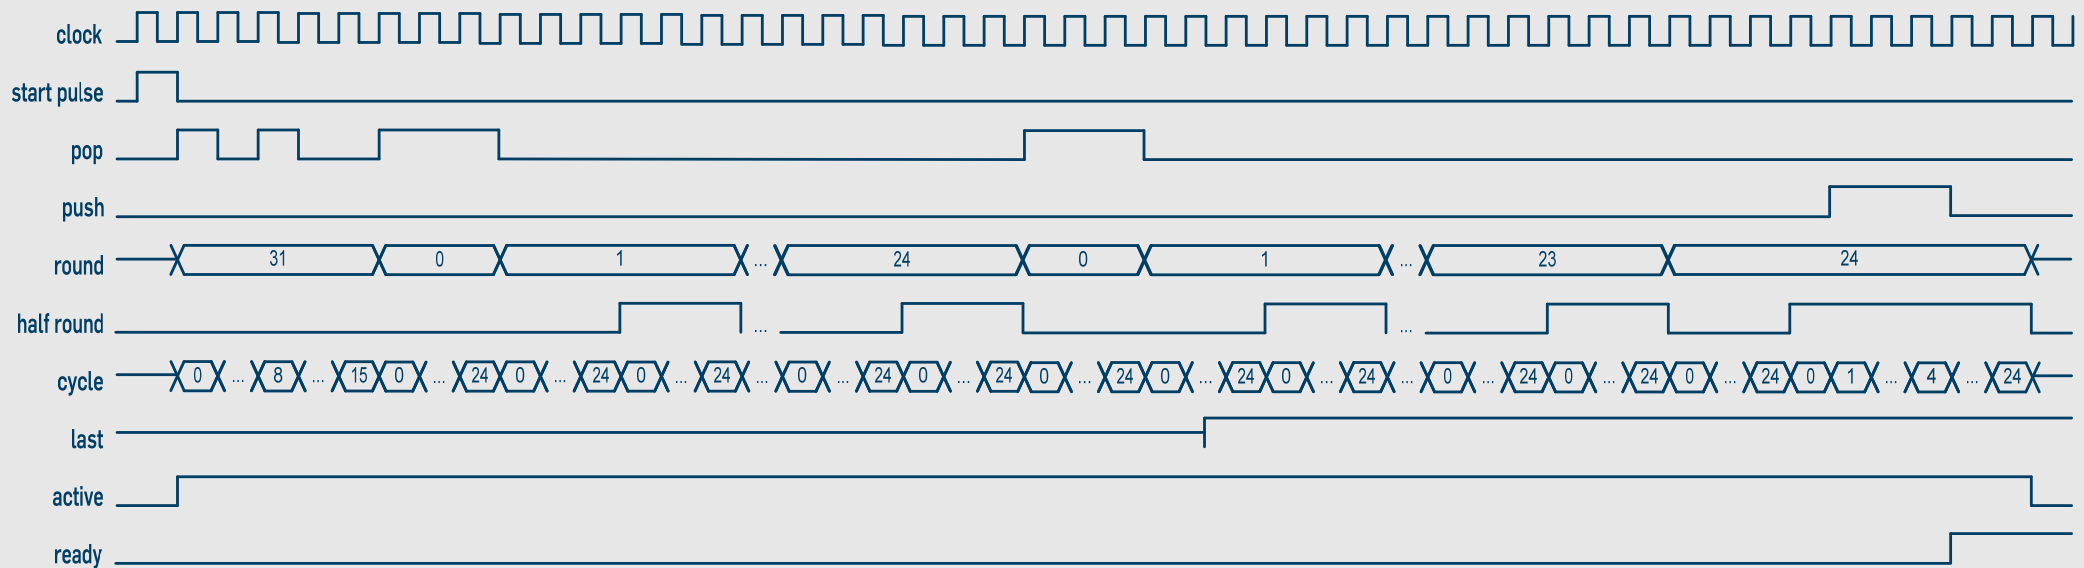 clock
start pulse
pop
push
round 31 0 1 ... 24 0 1 ... 23 24
half round ... ...
cycle 0 ... 8 ... 15 0 ... 24 0 ... 24 0 ... 24 ... 0 ... 24 0 ... 24 0 ... 24 0 ... 24 0 ... 24 ... 0 ... 24 0 ... 24 0 ... 24 0 1 ... 4 ... 24
last
active
ready